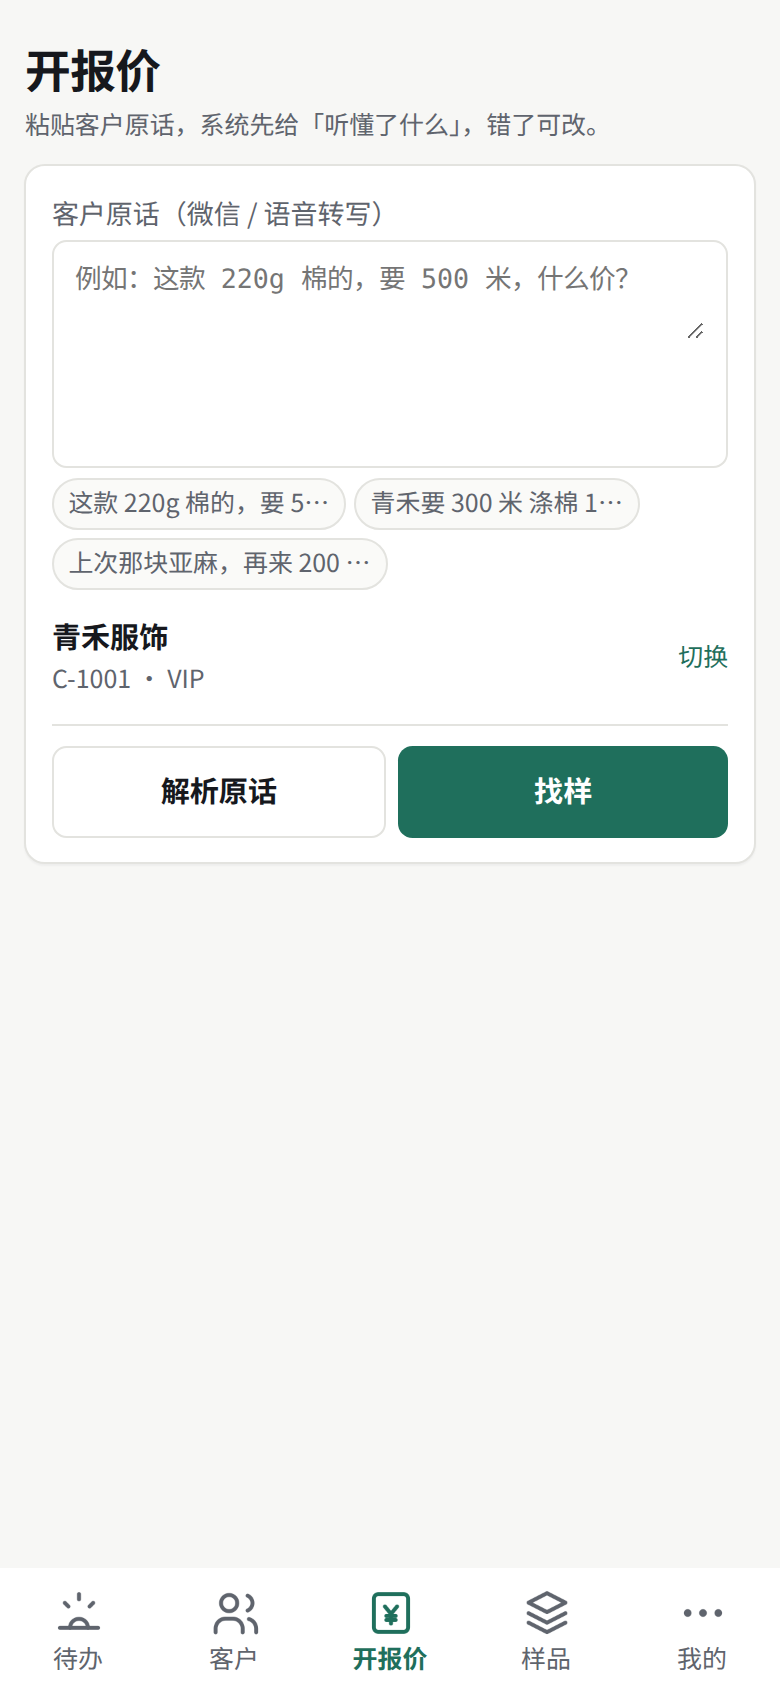 开报价
粘贴客户原话，系统先给「听懂了什么」，错了可改。
客户原话（微信 / 语音转写）
例如：这款 220g 棉的，要 500 米，什么价？
这款 220g 棉的，要 5…
青禾要 300 米 涤棉 1…
上次那块亚麻，再来 200 …
青禾服饰
C-1001 · VIP
切换
解析原话
找样
待办
客户
开报价
样品
我的